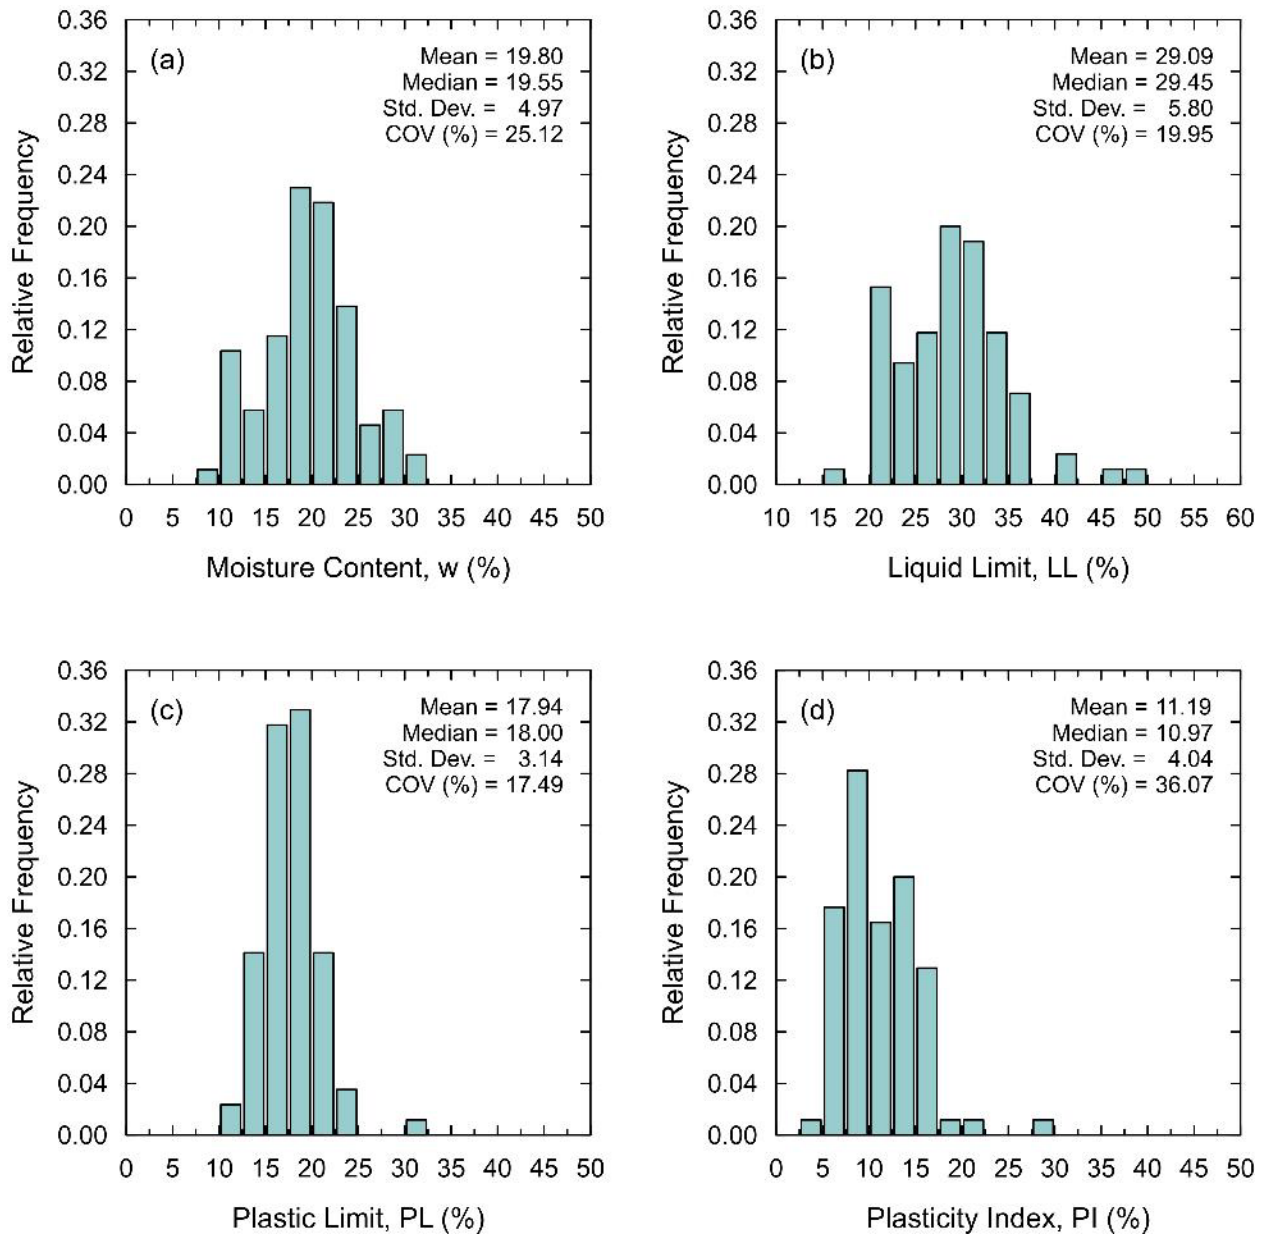 (a)
Mean = 19.80
Median = 19.55
Std. Dev. = 4.97
COV (%) = 25.12
Relative Frequency
0.36
0.32
0.28
0.24
0.20
0.16
0.12
0.08
0.04
0.00
0 5 10 15 20 25 30 35 40 45 50
Moisture Content, w (%)
(b)
Mean = 29.09
Median = 29.45
Std. Dev. = 5.80
COV (%) = 19.95
Relative Frequency
0.36
0.32
0.28
0.24
0.20
0.16
0.12
0.08
0.04
0.00
10 15 20 25 30 35 40 45 50 55 60
Liquid Limit, LL (%)
(c)
Mean = 17.94
Median = 18.00
Std. Dev. = 3.14
COV (%) = 17.49
Relative Frequency
0.36
0.32
0.28
0.24
0.20
0.16
0.12
0.08
0.04
0.00
0 5 10 15 20 25 30 35 40 45 50
Plastic Limit, PL (%)
(d)
Mean = 11.19
Median = 10.97
Std. Dev. = 4.04
COV (%) = 36.07
Relative Frequency
0.36
0.32
0.28
0.24
0.20
0.16
0.12
0.08
0.04
0.00
0 5 10 15 20 25 30 35 40 45 50
Plasticity Index, PI (%)